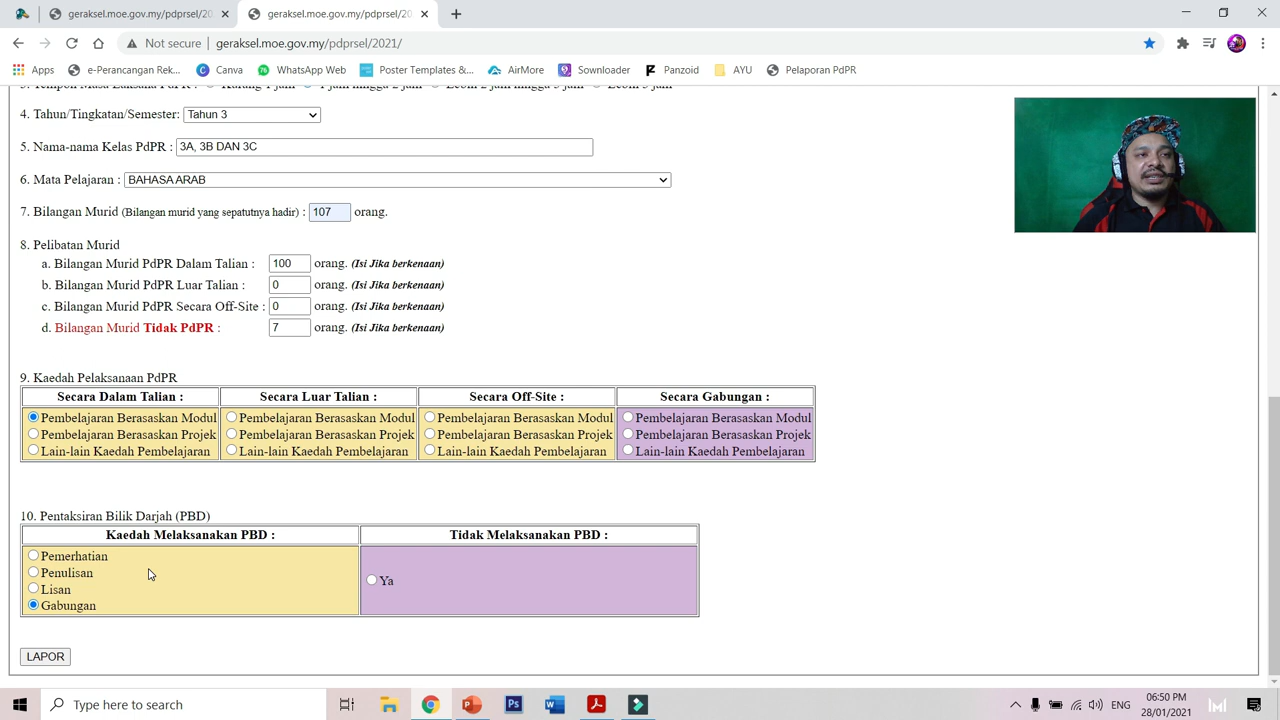 geraksel.moe.gov.my/pdprsel/20
geraksel.moe.gov.my/pdprsel/20
Not secure | geraksel.moe.gov.my/pdprsel/2021/
Apps
e-Perancangan Rek...
Canva
WhatsApp Web
Poster Templates &...
AirMore
Sownloader
Panzoid
AYU
Pelaporan PdPR
4. Tahun/Tingkatan/Semester: Tahun 3
5. Nama-nama Kelas PdPR : 3A, 3B DAN 3C
6. Mata Pelajaran : BAHASA ARAB
7. Bilangan Murid (Bilangan murid yang sepatutnya hadir) : 107 orang.
8. Pelibatan Murid
a. Bilangan Murid PdPR Dalam Talian : 100 orang. (Isi Jika berkenaan)
b. Bilangan Murid PdPR Luar Talian : 0 orang. (Isi Jika berkenaan)
c. Bilangan Murid PdPR Secara Off-Site : 0 orang. (Isi Jika berkenaan)
d. Bilangan Murid Tidak PdPR : 7 orang. (Isi Jika berkenaan)
9. Kaedah Pelaksanaan PdPR
Secara Dalam Talian : Secara Luar Talian : Secara Off-Site : Secara Gabungan :
Pembelajaran Berasaskan Modul Pembelajaran Berasaskan Modul Pembelajaran Berasaskan Modul Pembelajaran Berasaskan Modul
Pembelajaran Berasaskan Projek Pembelajaran Berasaskan Projek Pembelajaran Berasaskan Projek Pembelajaran Berasaskan Projek
Lain-lain Kaedah Pembelajaran Lain-lain Kaedah Pembelajaran Lain-lain Kaedah Pembelajaran Lain-lain Kaedah Pembelajaran
10. Pentaksiran Bilik Darjah (PBD)
Kaedah Melaksanakan PBD : Tidak Melaksanakan PBD :
Pemerhatian
Penulisan
Ya
Lisan
Gabungan
LAPOR
Type here to search
ENG
06:50 PM
28/01/2021